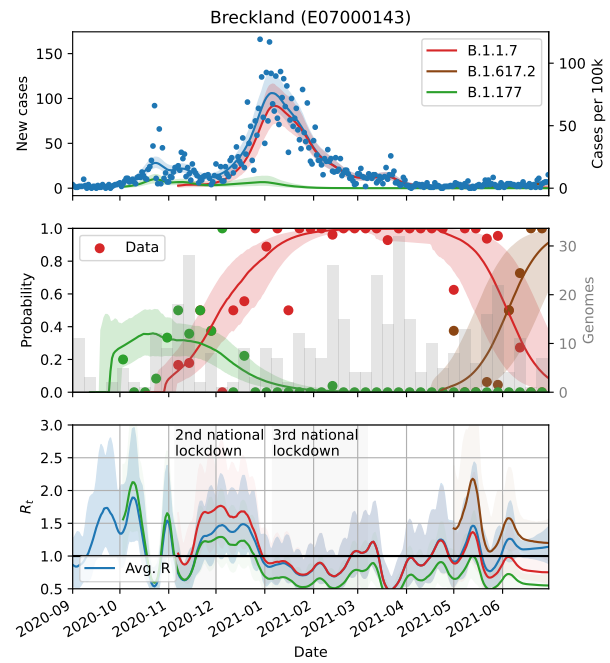 Breckland (E07000143)
150
100
50
0
New cases
100
50
0
Cases per 100k
B.1.1.7
B.1.617.2
B.1.177
1.0
0.8
0.6
0.4
0.2
0.0
Probability
30
20
10
0
Genomes
Data
3.0
2.5
2.0
1.5
1.0
0.5
Rt
2nd national
lockdown
3rd national
lockdown
Avg. R
2020-09
2020-10
2020-11
2020-12
2021-01
2021-02
2021-03
2021-04
2021-05
2021-06
Date